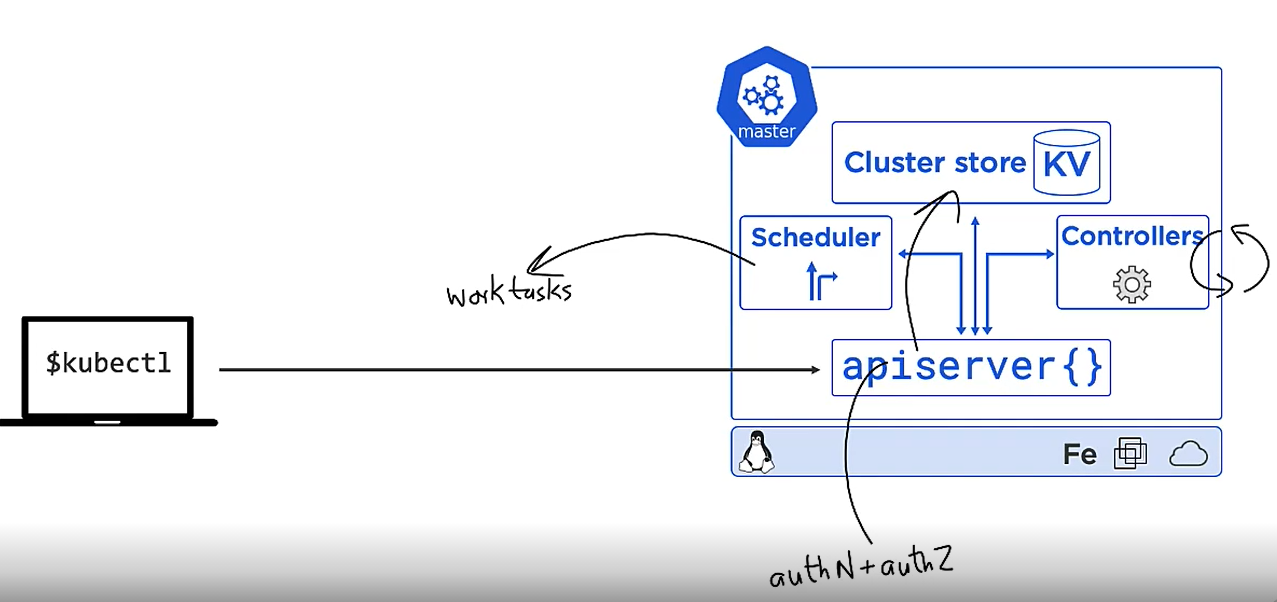 master
Cluster store KV
Scheduler
Controllers
work tasks
$kubectl
apiserver{}
Fe
authN+authZ